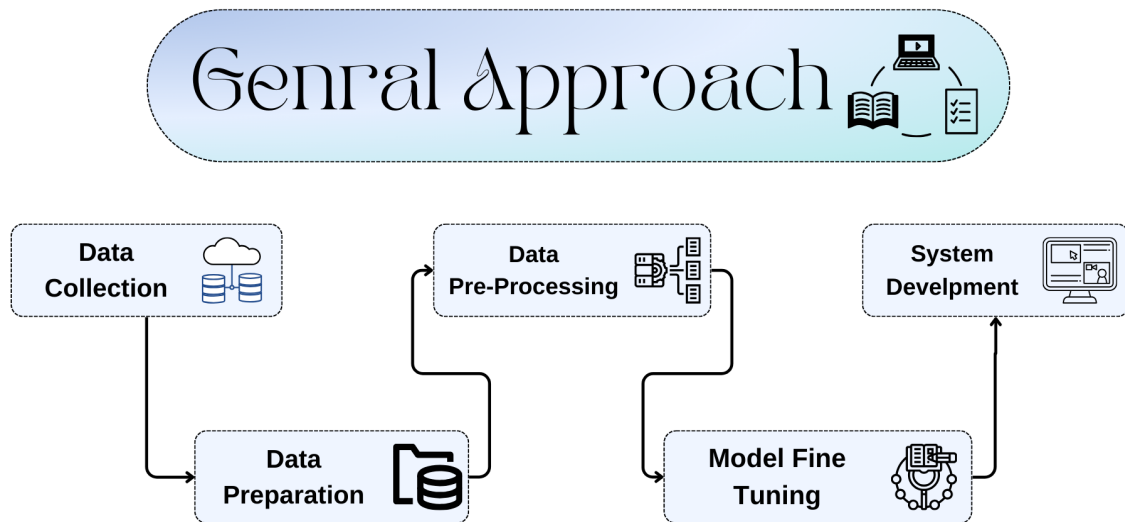 Genral Approach
Data
Collection
Data
Preparation
Data
Pre-Processing
Model Fine
Tuning
System
Develpment